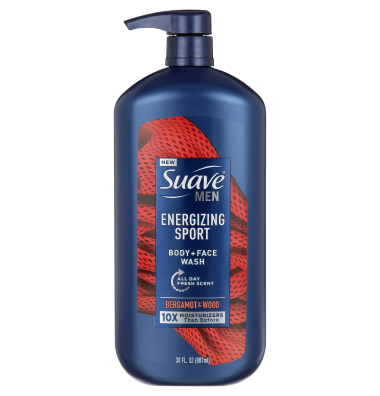 NEW
Suave
MEN
ENERGIZING
SPORT
BODY+FACE
WASH
ALL DAY
FRESH SCENT
BERGAMOT & WOOD
10X MOISTURIZERS
Than Before
30 FL. OZ (887ml)